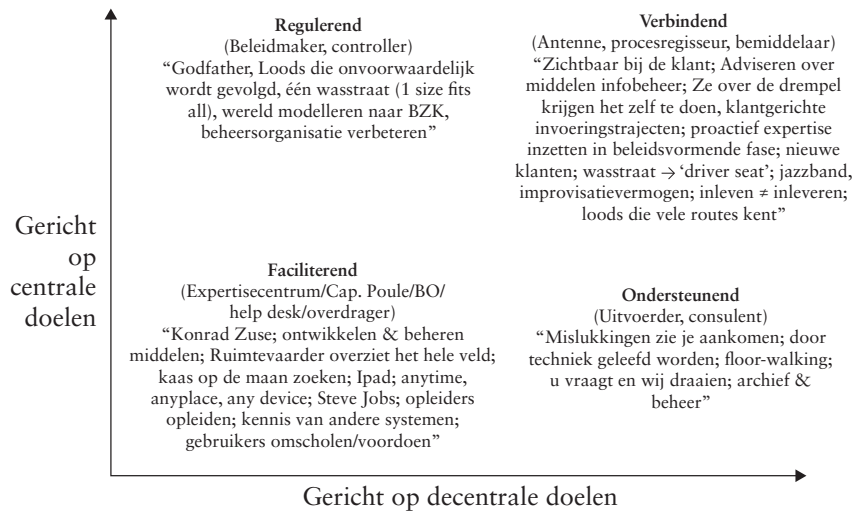 Regulerend
(Beleidmaker, controller)
“Godfather, Loods die onvoorwaardelijk
wordt gevolgd, één wasstraat (1 size fits
all), wereld modelleren naar BZK,
beheersorganisatie verbeteren”
Verbindend
(Antenne, procesregisseur, bemiddelaar)
“Zichtbaar bij de klant; Adviseren over
middelen infobeheer; Ze over de drempel
krijgen het zelf te doen, klantgerichte
invoeringstrajecten; proactief expertise
inzetten in beleidsvormende fase; nieuwe
klanten; wasstraat → ‘driver seat’; jazzband,
improvisatievermogen; inleven ≠ inleveren;
loods die vele routes kent”
Gericht
op
centrale
doelen
Faciliterend
(Expertisecentrum/Cap. Poule/BO/
help desk/overdrager)
“Konrad Zuse; ontwikkelen & beheren
middelen; Ruimtevaarder overziet het hele veld;
kaas op de maan zoeken; Ipad; anytime,
anyplace, any device; Steve Jobs; opleiders
opleiden; kennis van andere systemen;
gebruikers omscholen/voordoen”
Ondersteunend
(Uitvoerder, consulent)
“Mislukkingen zie je aankomen; door
techniek geleefd worden; floor-walking;
u vraagt en wij draaien; archief &
beheer”
Gericht op decentrale doelen